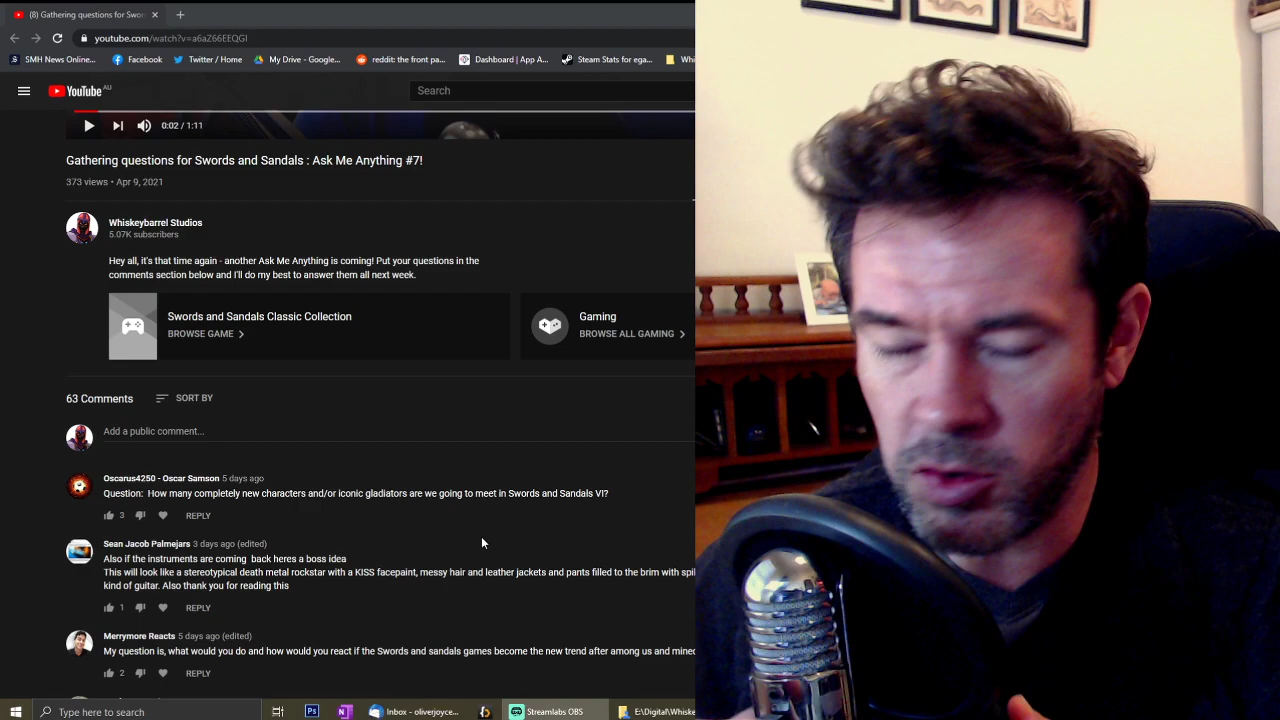 (8) Gathering questions for Swor
youtube.com/watch?v=a6aZ66EEQGI
SMH News Online...
Facebook
Twitter / Home
My Drive - Google...
reddit: the front pa...
Dashboard | App A...
Steam Stats for ega...
Whi
YouTube AU
Search
0:02 / 1:11
Gathering questions for Swords and Sandals : Ask Me Anything #7!
373 views • Apr 9, 2021
Whiskeybarrel Studios
5.07K subscribers
Hey all, it's that time again - another Ask Me Anything is coming! Put your questions in the
comments section below and I'll do my best to answer them all next week.
Swords and Sandals Classic Collection
BROWSE GAME
Gaming
BROWSE ALL GAMING
63 Comments
SORT BY
Add a public comment...
Oscarus4250 - Oscar Samson 5 days ago
Question: How many completely new characters and/or iconic gladiators are we going to meet in Swords and Sandals VI?
3 REPLY
Sean Jacob Palmejars 3 days ago (edited)
Also if the instruments are coming back heres a boss idea
This will look like a stereotypical death metal rockstar with a KISS facepaint, messy hair and leather jackets and pants filled to the brim with spi
kind of guitar. Also thank you for reading this
1 REPLY
Merrymore Reacts 5 days ago (edited)
My question is, what would you do and how would you react if the Swords and sandals games become the new trend after among us and mine
2 REPLY
Type here to search
Ps
N
Inbox - oliverjoyce...
Streamlabs OBS
E:\Digital\Whiske